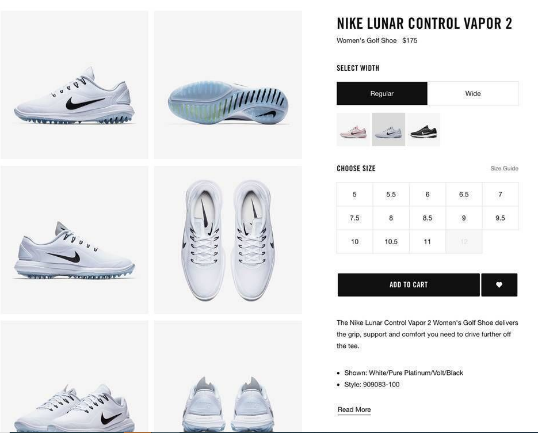 NIKE LUNAR CONTROL VAPOR 2
Women's Golf Shoe $175
SELECT WIDTH
Regular Wide
CHOOSE SIZE Size Guide
5 5.5 6 6.5 7
7.5 8 8.5 9 9.5
10 10.5 11
ADD TO CART
The Nike Lunar Control Vapor 2 Women's Golf Shoe delivers
the grip, support and comfort you need to drive further off
the tee.
• Shown: White/Pure Platinum/Volt/Black
• Style: 909083-100
Read More